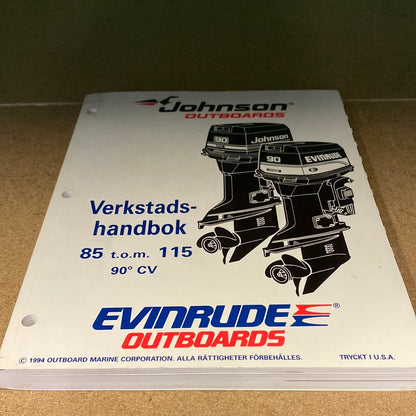 Johnson®
OUTBOARDS
90 Johnson
90 EVINRUDE
Verkstads-
handbok
85 t.o.m. 115
90° CV
EVINRUDE®
OUTBOARDS
© 1994 OUTBOARD MARINE CORPORATION. ALLA RÄTTIGHETER FÖRBEHÅLLES. TRYCKT I U.S.A.